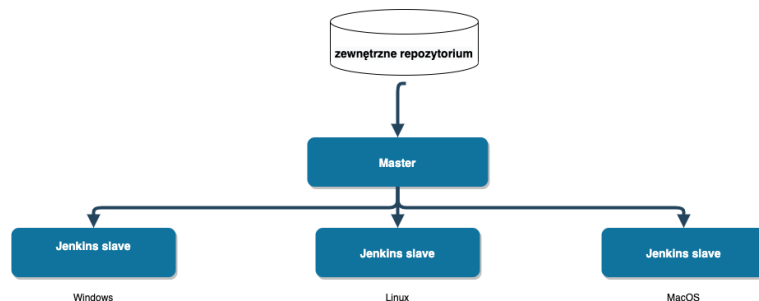 zewnętrzne repozytorium
Master
Jenkins slave
Jenkins slave
Jenkins slave
Windows
Linux
MacOS